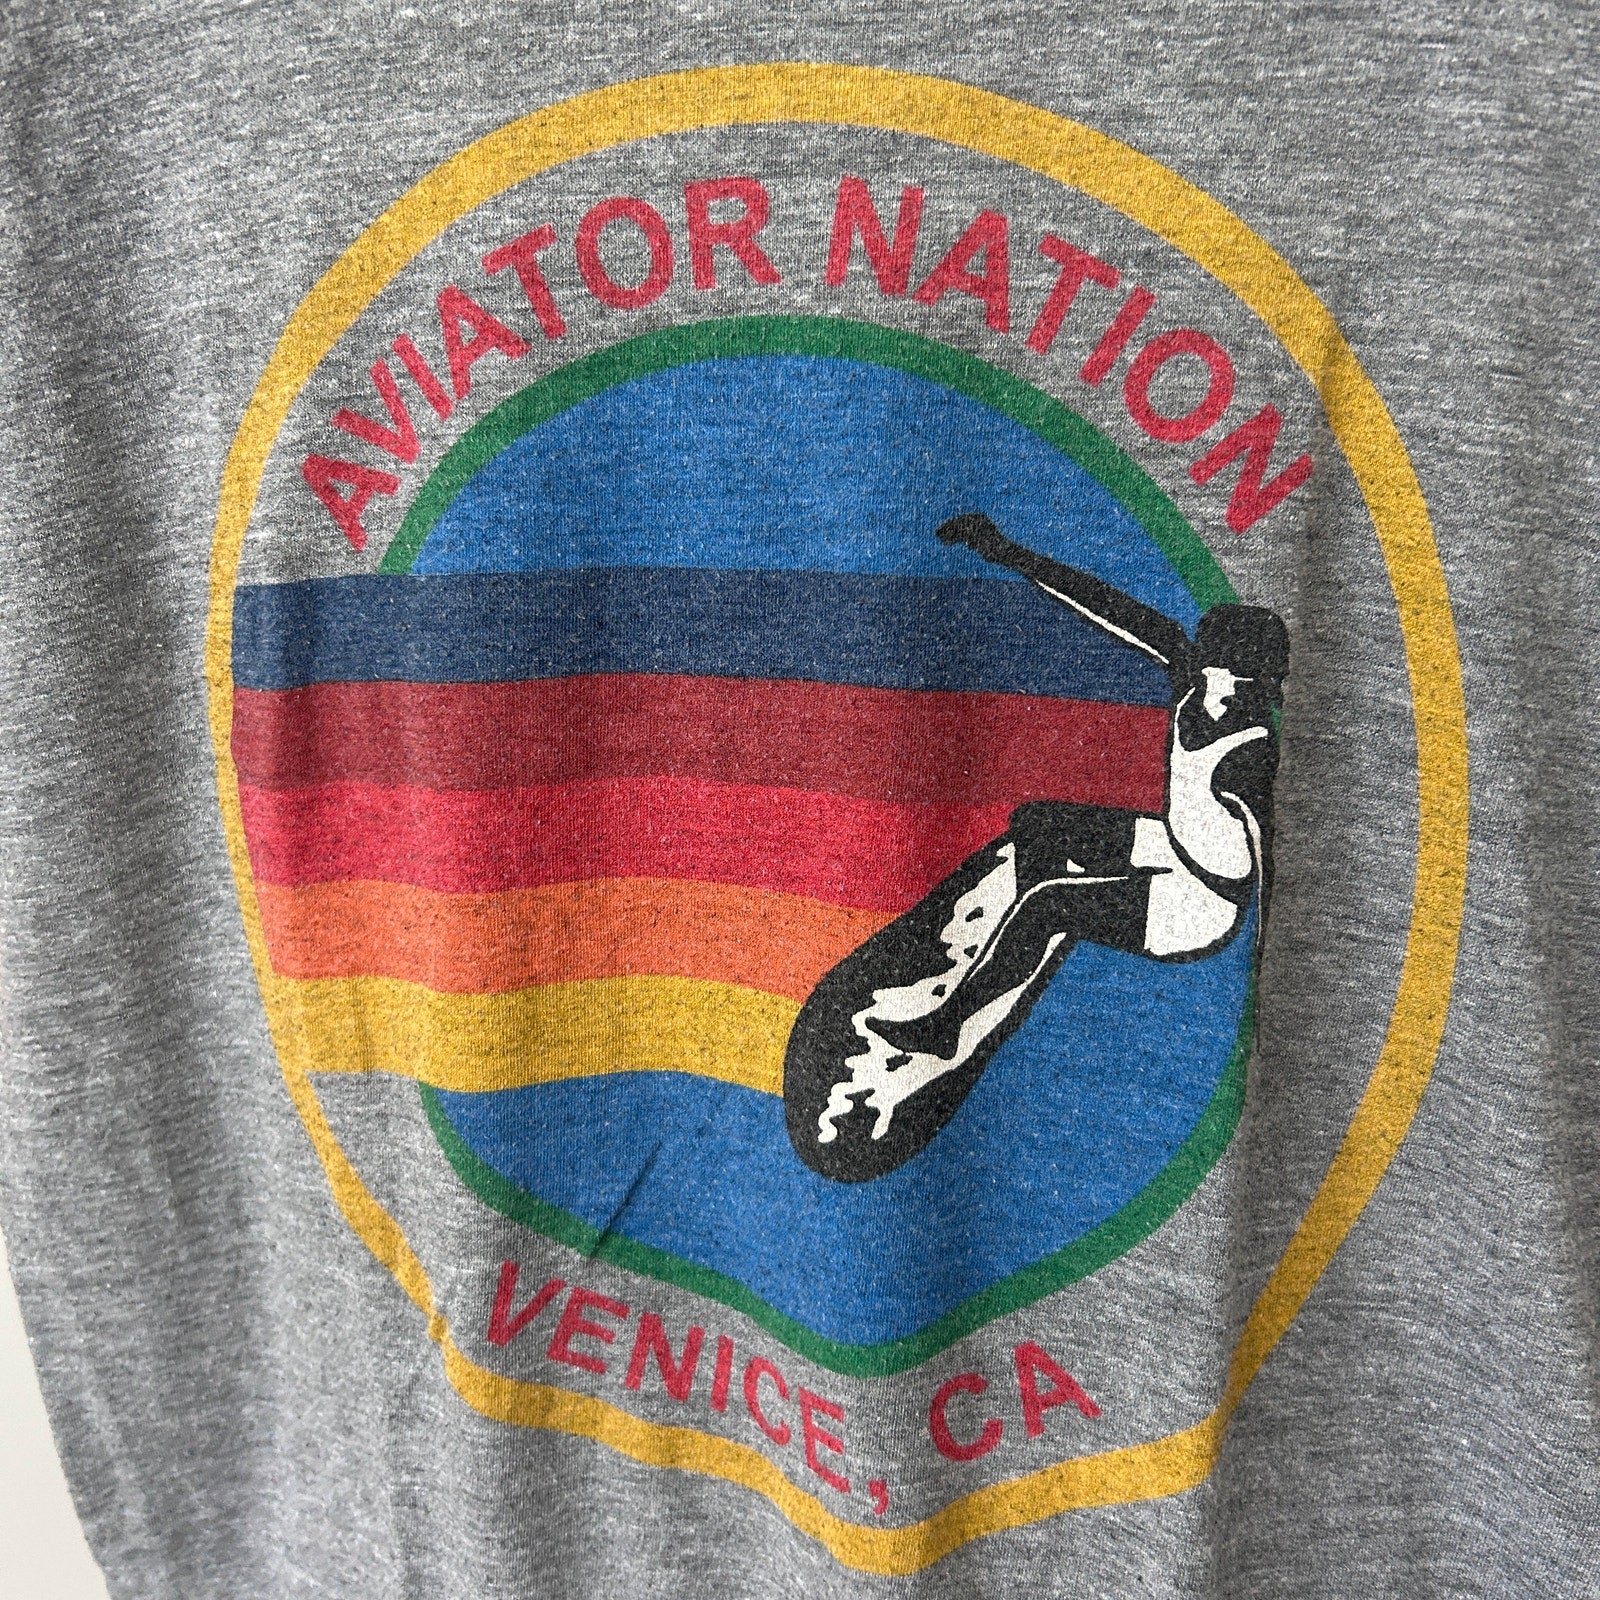 AVIATOR NATION
VENICE, CA